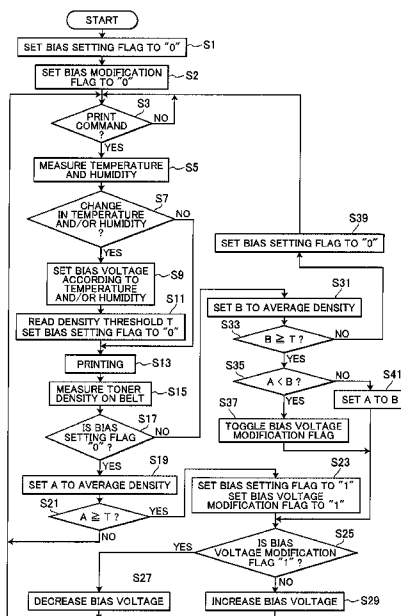 START
SET BIAS SETTING FLAG TO "0"
S1
SET BIAS MODIFICATION
FLAG TO "0"
S2
S3
PRINT
COMMAND
?
NO
YES
MEASURE TEMPERATURE
AND HUMIDITY
S5
S7
CHANGE
IN TEMPERATURE
AND/OR HUMIDITY
?
NO
YES
SET BIAS VOLTAGE
ACCORDING TO
TEMPERATURE
AND/OR HUMIDITY
S9
S11
READ DENSITY THRESHOLD T
SET BIAS SETTING FLAG TO "0"
PRINTING
S13
MEASURE TONER
DENSITY ON BELT
S15
S17
IS BIAS
SETTING FLAG
"0" ?
NO
YES
S19
SET A TO AVERAGE DENSITY
S21
A ≧ T ?
YES
NO
S39
SET BIAS SETTING FLAG TO "0"
S31
SET B TO AVERAGE DENSITY
S33
B ≧ T ?
NO
YES
S35
A < B ?
NO
YES
S41
SET A TO B
S37
TOGGLE BIAS VOLTAGE
MODIFICATION FLAG
S23
SET BIAS SETTING FLAG TO "1"
SET BIAS VOLTAGE
MODIFICATION FLAG TO "1"
S25
IS BIAS
VOLTAGE MODIFICATION
FLAG "1" ?
YES
NO
S27
DECREASE BIAS VOLTAGE
INCREASE BIAS VOLTAGE
S29